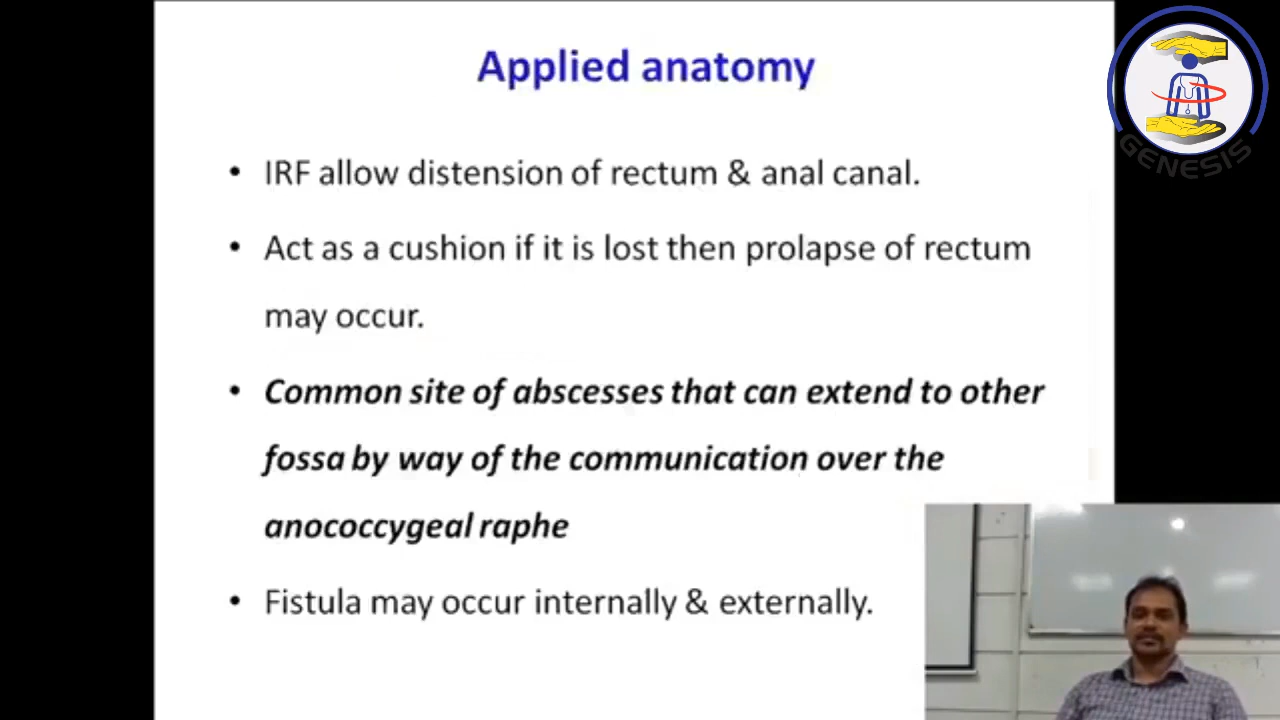 Applied anatomy
GENESIS
• IRF allow distension of rectum & anal canal.
• Act as a cushion if it is lost then prolapse of rectum
may occur.
• Common site of abscesses that can extend to other
fossa by way of the communication over the
anococcygeal raphe
• Fistula may occur internally & externally.